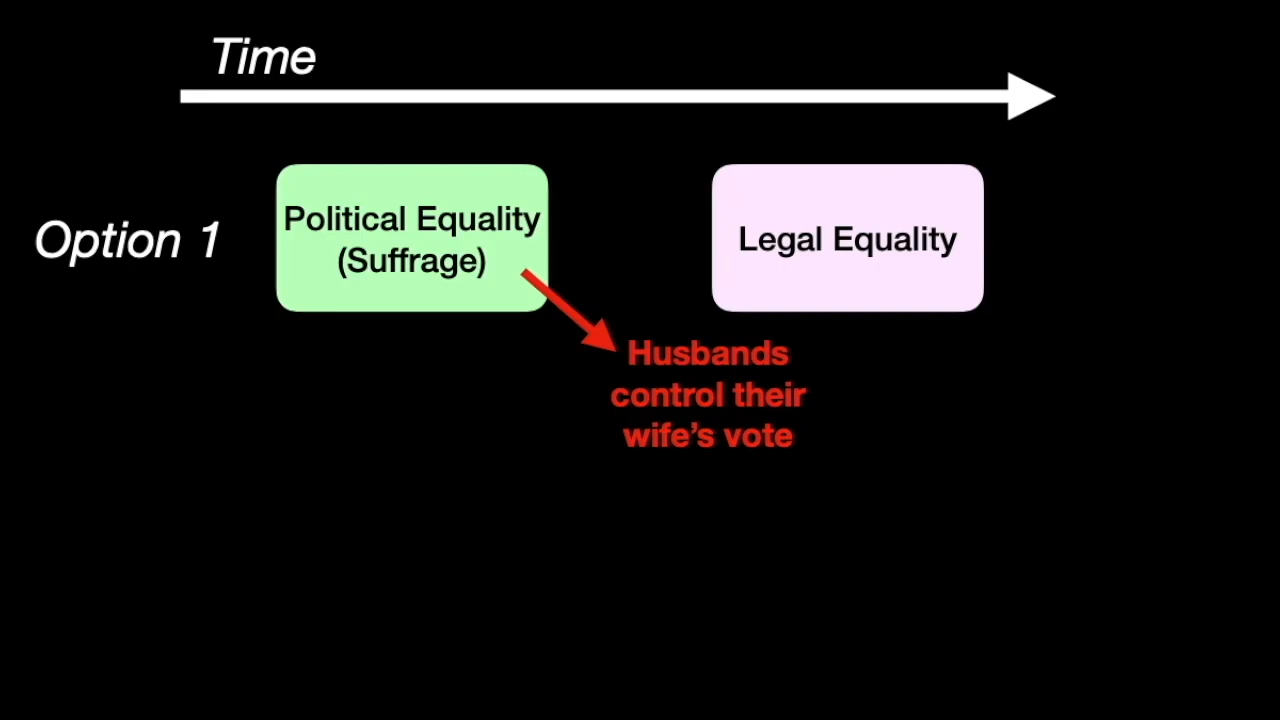 Time
Option 1
Political Equality
(Suffrage)
Legal Equality
Husbands
control their
wife’s vote